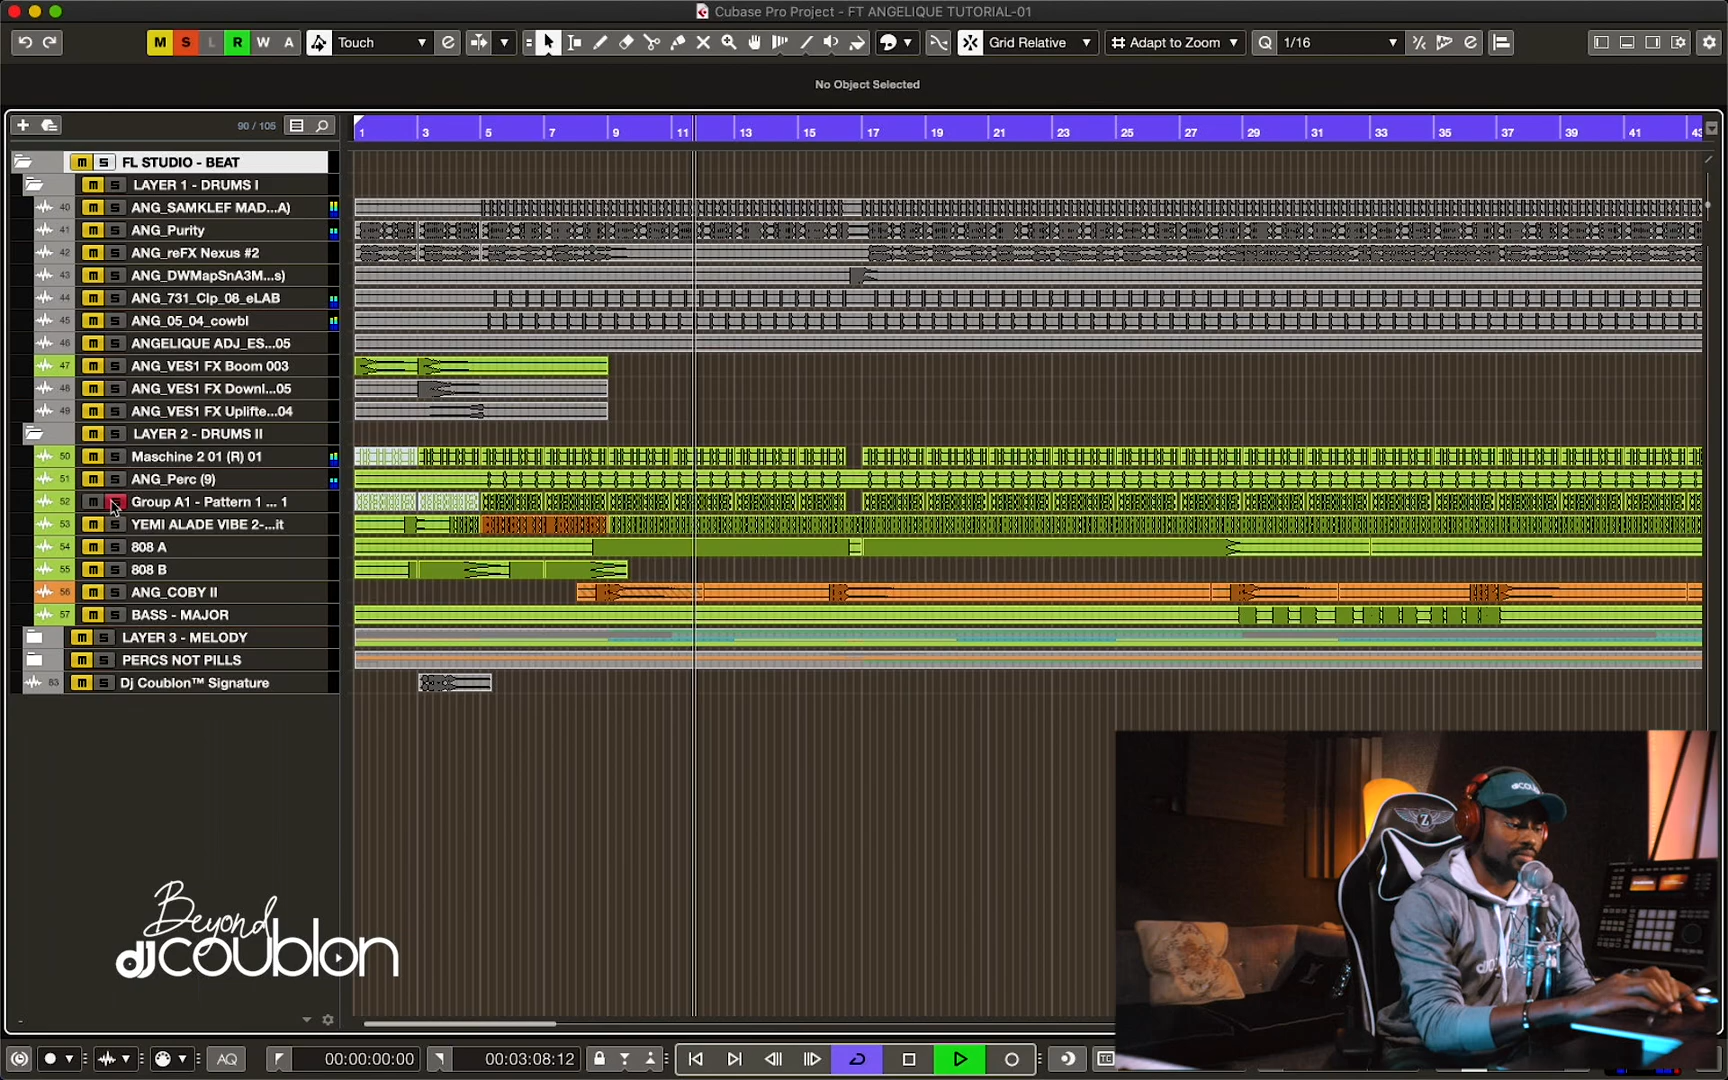 Cubase Pro Project - FT ANGELIQUE TUTORIAL-01
M S L R W A Touch Grid Relative Adapt to Zoom Q 1/16
No Object Selected
90 / 105
1 3 5 7 9 11 13 15 17 19 21 23 25 27 29 31 33 35 37 39 41 43
m S FL STUDIO - BEAT
m S LAYER 1 - DRUMS I
40 m S ANG_SAMKLEF MAD...A)
41 m S ANG_Purity
42 m S ANG_reFX Nexus #2
43 m S ANG_DWMapSnA3M...s)
44 m S ANG_731_Clp_08_eLAB
45 m S ANG_05_04_cowbl
46 m S ANGELIQUE ADJ_ES...05
47 m S ANG_VES1 FX Boom 003
48 m S ANG_VES1 FX Downl...05
49 m S ANG_VES1 FX Uplifte...04
m S LAYER 2 - DRUMS II
50 m S Maschine 2 01 (R) 01
51 m S ANG_Perc (9)
52 m S Group A1 - Pattern 1 ... 1
53 m S YEMI ALADE VIBE 2-...it
54 m S 808 A
55 m S 808 B
56 m S ANG_COBY II
57 m S BASS - MAJOR
m S LAYER 3 - MELODY
m S PERCS NOT PILLS
83 m S Dj Coublon™ Signature
Beyond
djcoublon
AQ 00:00:00:00 00:03:08:12 TC